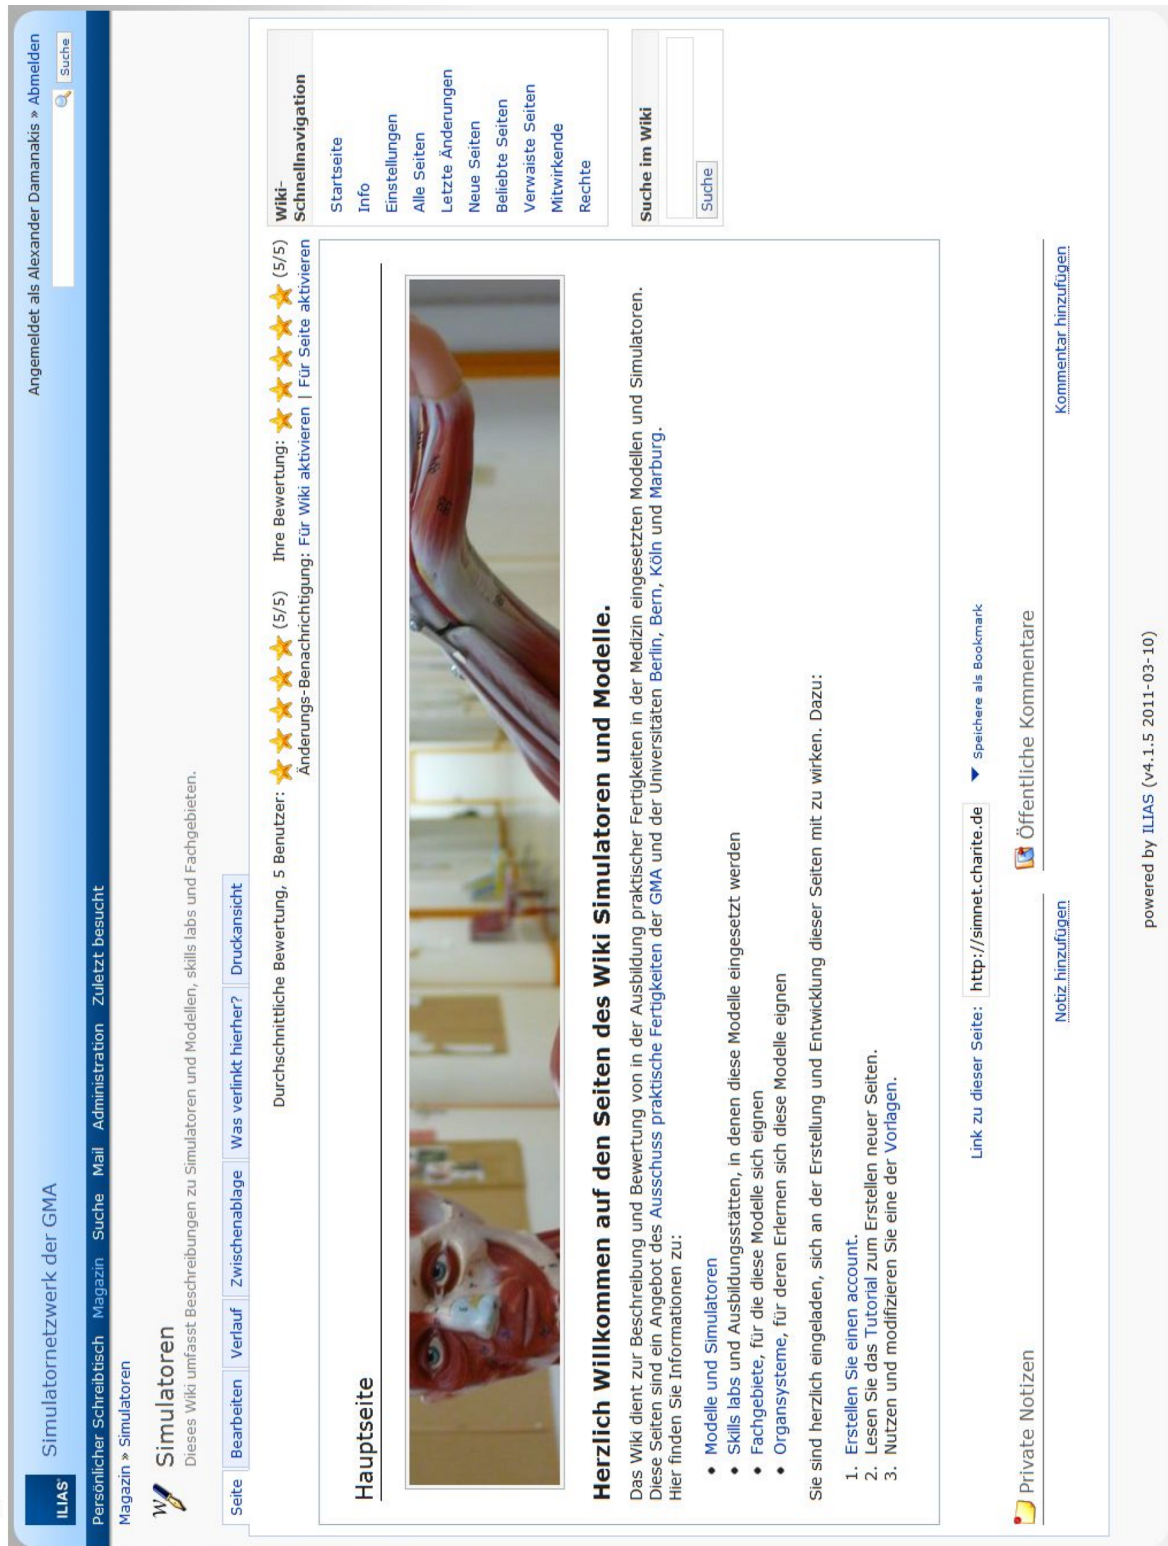 ILIAS
Simulatornetzwerk der GMA
Angemeldet als Alexander Damanakis » Abmelden
Suche
Persönlicher Schreibtisch Magazin Suche Mail Administration Zuletzt besucht
Magazin » Simulatoren
Simulatoren
Dieses Wiki umfasst Beschreibungen zu Simulatoren und Modellen, skills labs und Fachgebieten.
Seite Bearbeiten Verlauf Zwischenablage Was verlinkt hierher? Druckansicht
Durchschnittliche Bewertung, 5 Benutzer: (5/5) Ihre Bewertung: (5/5)
Änderungs-Benachrichtigung: Für Wiki aktivieren | Für Seite aktivieren
Hauptseite
Herzlich Willkommen auf den Seiten des Wiki Simulatoren und Modelle.
Das Wiki dient zur Beschreibung und Bewertung von in der Ausbildung praktischer Fertigkeiten in der Medizin eingesetzten Modellen und Simulatoren.
Diese Seiten sind ein Angebot des Ausschuss praktische Fertigkeiten der GMA und der Universitäten Berlin, Bern, Köln und Marburg.
Hier finden Sie Informationen zu:
• Modelle und Simulatoren
• Skills labs und Ausbildungsstätten, in denen diese Modelle eingesetzt werden
• Fachgebiete, für die diese Modelle sich eignen
• Organsysteme, für deren Erlernen sich diese Modelle eignen
Sie sind herzlich eingeladen, sich an der Erstellung und Entwicklung dieser Seiten mit zu wirken. Dazu:
1. Erstellen Sie einen account.
2. Lesen Sie das Tutorial zum Erstellen neuer Seiten.
3. Nutzen und modifizieren Sie eine der Vorlagen.
Wiki-
Schnellnavigation
Startseite
Info
Einstellungen
Alle Seiten
Letzte Änderungen
Neue Seiten
Beliebte Seiten
Verwaiste Seiten
Mitwirkende
Rechte
Suche im Wiki
Suche
Link zu dieser Seite: http://simnet.charite.de Speichere als Bookmark
Private Notizen
Notiz hinzufügen
Öffentliche Kommentare
Kommentar hinzufügen
powered by ILIAS (v4.1.5 2011-03-10)